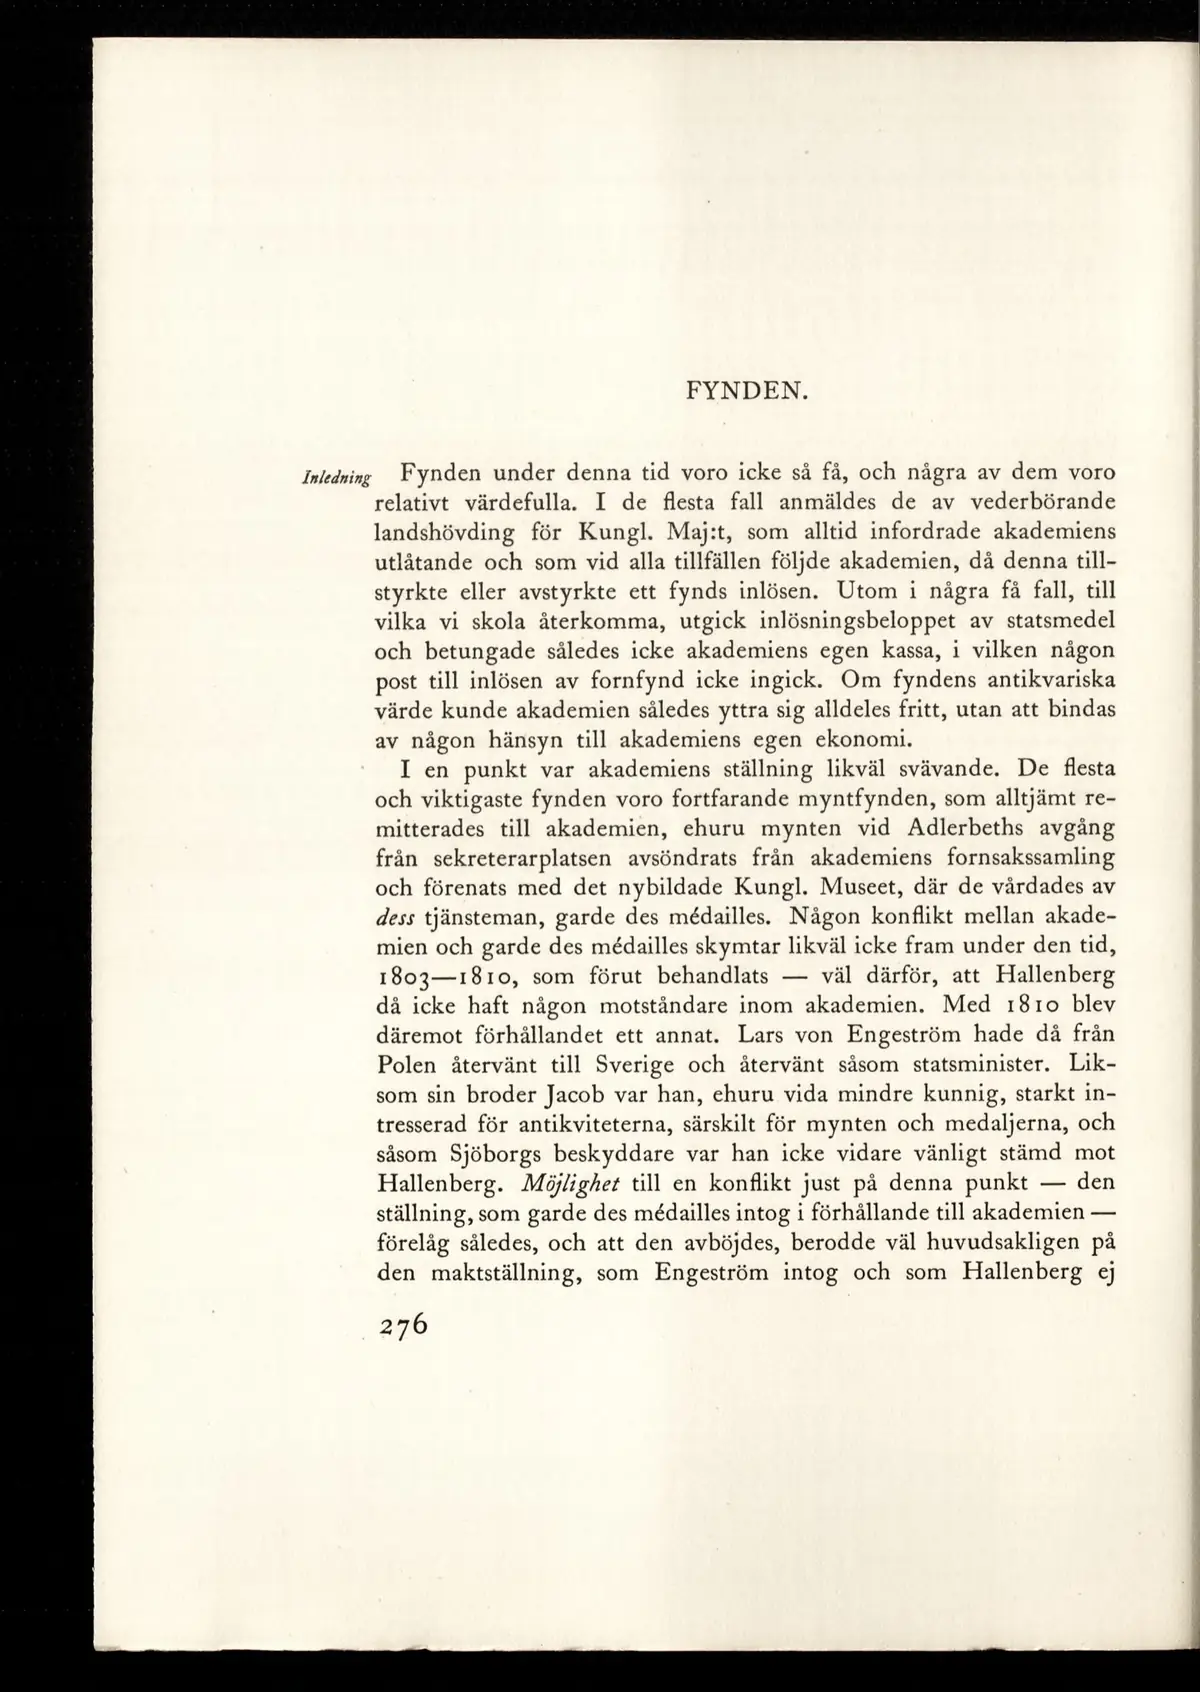 FYNDEN.
Inledning Fynden under denna tid voro icke så få, och några av dem voro
relativt värdefulla. I de flesta fall anmäldes de av vederbörande
landshövding för Kungl. Maj:t, som alltid infordrade akademiens
utlåtande och som vid alla tillfällen följde akademien, då denna till-
styrkte eller avstyrkte ett fynds inlösen. Utom i några få fall, till
vilka vi skola återkomma, utgick inlösningsbeloppet av statsmedel
och betungade således icke akademiens egen kassa, i vilken någon
post till inlösen av fornfynd icke ingick. Om fyndens antikvariska
värde kunde akademien således yttra sig alldeles fritt, utan att bindas
av någon hänsyn till akademiens egen ekonomi.
I en punkt var akademiens ställning likväl svävande. De flesta
och viktigaste fynden voro fortfarande myntfynden, som alltjämt re-
mitterades till akademien, ehuru mynten vid Adlerbeths avgång
från sekreterarplatsen avsöndrats från akademiens fornsakssamling
och förenats med det nybildade Kungl. Museet, där de vårdades av
dess tjänsteman, garde des médailles. Någon konflikt mellan akade-
mien och garde des médailles skymtar likväl icke fram under den tid,
1803—1810, som förut behandlats — väl därför, att Hallenberg
då icke haft någon motståndare inom akademien. Med 1810 blev
däremot förhållandet ett annat. Lars von Engeström hade då från
Polen återvänt till Sverige och återvänt såsom statsminister. Lik-
som sin broder Jacob var han, ehuru vida mindre kunnig, starkt in-
tresserad för antikviteterna, särskilt för mynten och medaljerna, och
såsom Sjöborgs beskyddare var han icke vidare vänligt stämd mot
Hallenberg. Möjlighet till en konflikt just på denna punkt — den
ställning, som garde des médailles intog i förhållande till akademien —
förelåg således, och att den avböjdes, berodde väl huvudsakligen på
den maktställning, som Engeström intog och som Hallenberg ej
276